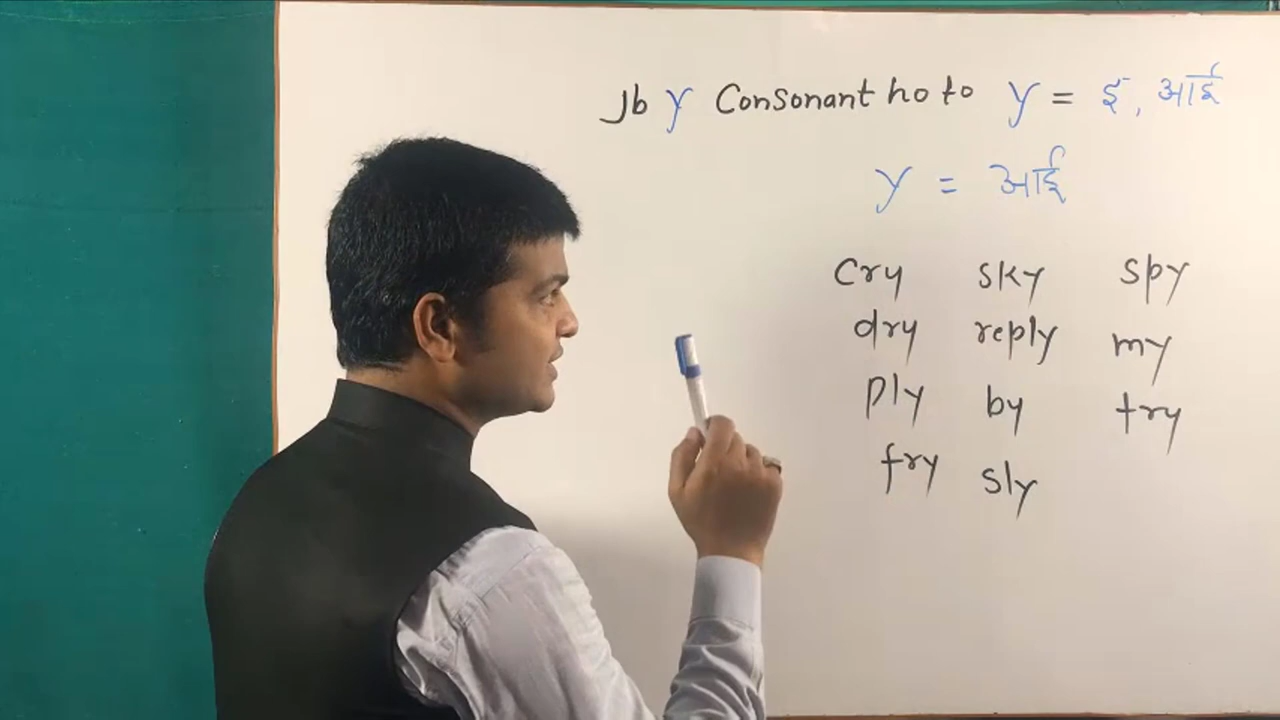 Jb y Consonant ho to y = इ, आई
y = आई
Cry sky spy
dry reply my
ply by try
fry sly